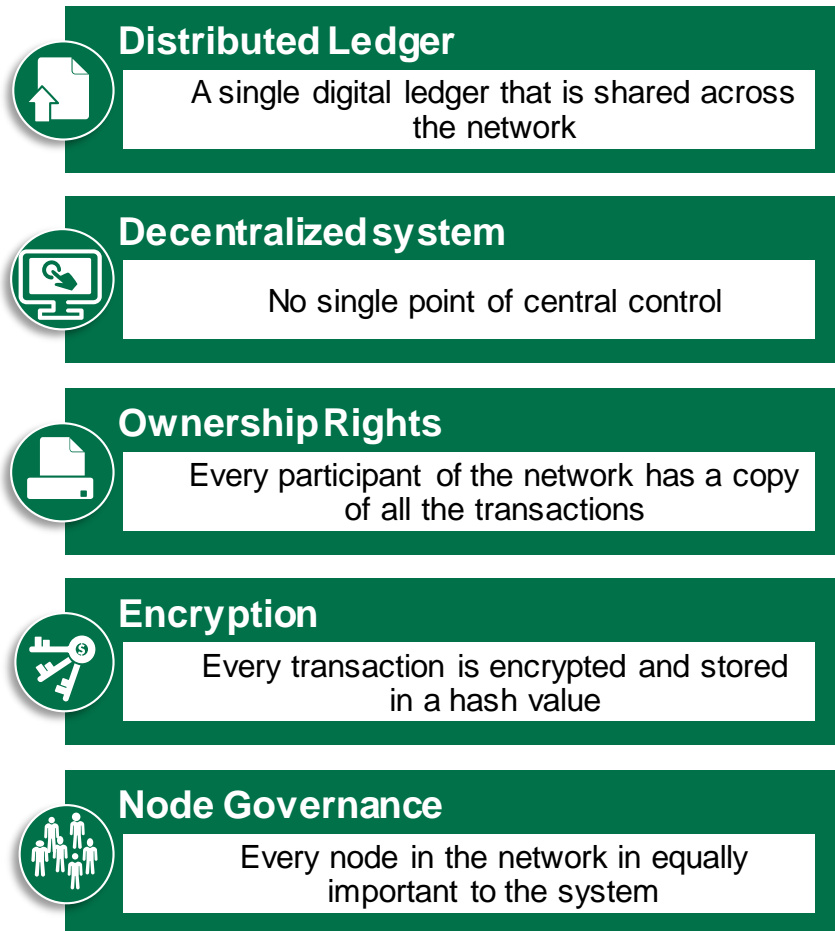 Distributed Ledger
A single digital ledger that is shared across
the network
Decentralized system
No single point of central control
Ownership Rights
Every participant of the network has a copy
of all the transactions
Encryption
Every transaction is encrypted and stored
in a hash value
$
Node Governance
Every node in the network in equally
important to the system